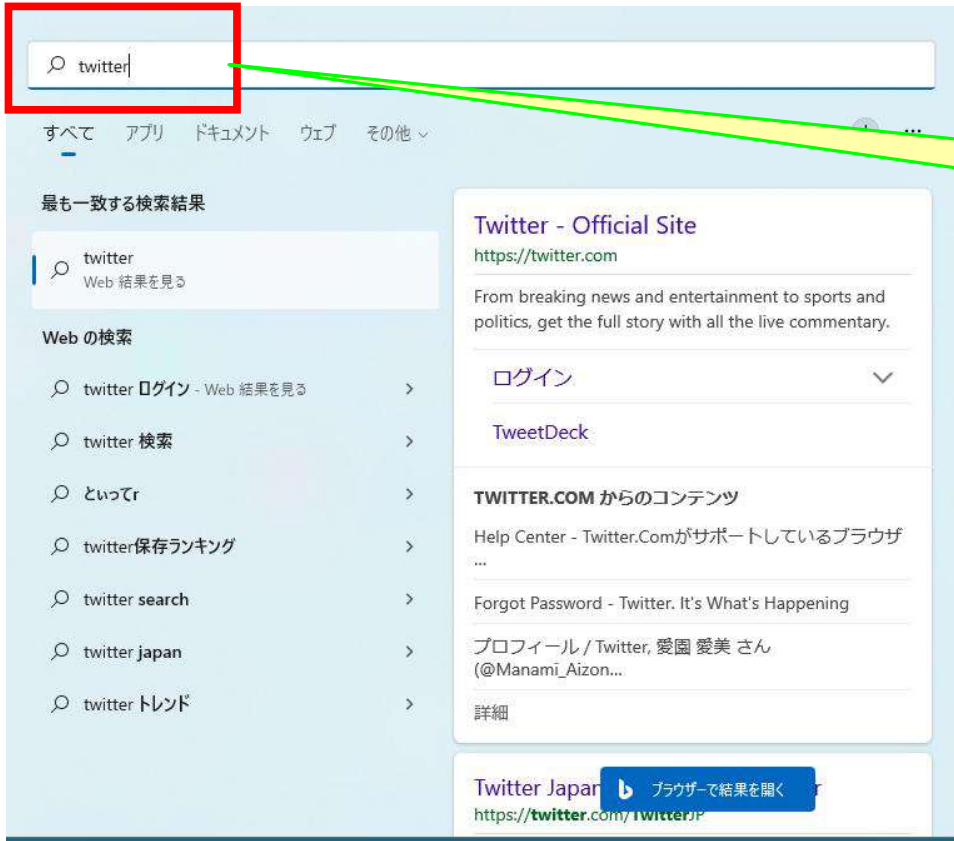 twitter
すべて アプリ ドキュメント ウェブ その他
最も一致する検索結果
twitter
Web 結果を見る
Web の検索
twitter ログイン - Web 結果を見る
twitter 検索
といってr
twitter保存ランキング
twitter search
twitter japan
twitter トレンド
Twitter - Official Site
https://twitter.com
From breaking news and entertainment to sports and
politics, get the full story with all the live commentary.
ログイン
TweetDeck
TWITTER.COM からのコンテンツ
Help Center - Twitter.Comがサポートしているブラウザ
...
Forgot Password - Twitter. It's What's Happening
プロフィール / Twitter, 愛園 愛美 さん
(@Manami_Aizon...
詳細
Twitter Japan
ブラウザーで結果を開く
https://twitter.com/TwitterJP